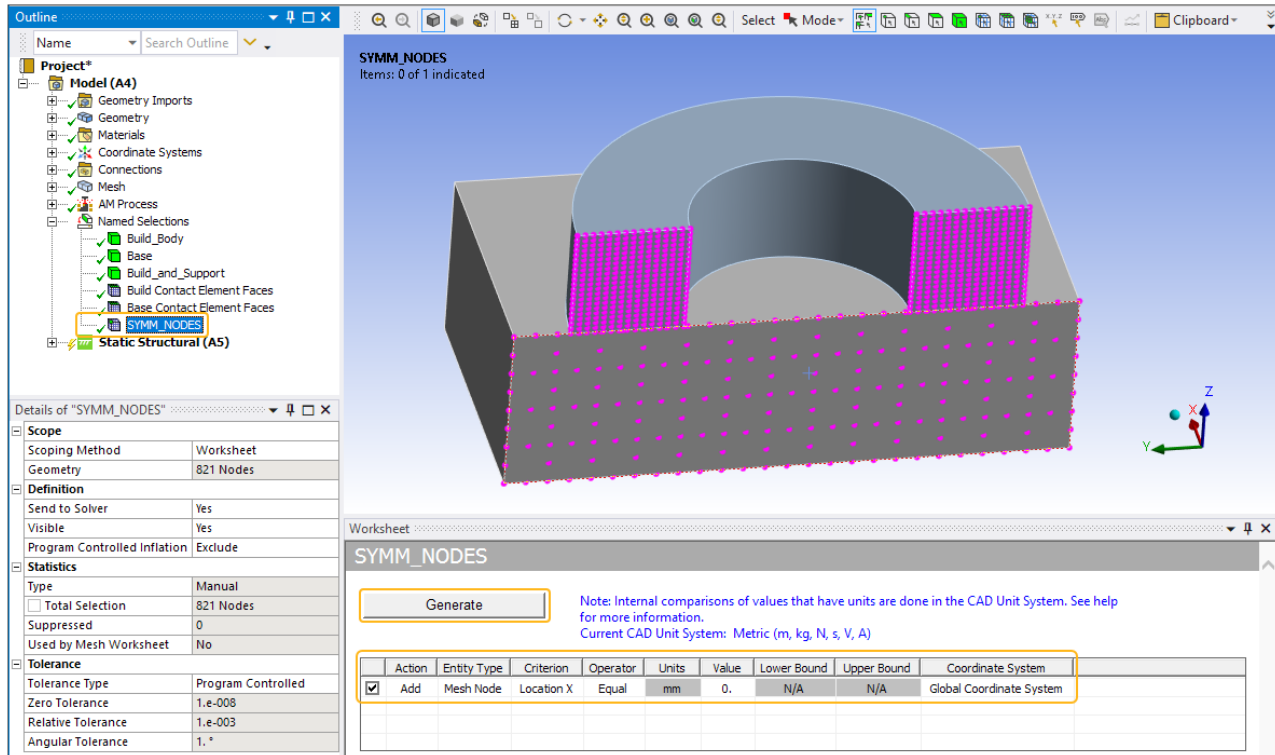 Outline
Name Search Outline
Project*
Model (A4)
Geometry Imports
Geometry
Materials
Coordinate Systems
Connections
Mesh
AM Process
Named Selections
Build_Body
Base
Build_and_Support
Build Contact Element Faces
Base Contact Element Faces
SYMM_NODES
Static Structural (A5)
Details of "SYMM_NODES"
Scope
Scoping Method Worksheet
Geometry 821 Nodes
Definition
Send to Solver Yes
Visible Yes
Program Controlled Inflation Exclude
Statistics
Type Manual
Total Selection 821 Nodes
Suppressed 0
Used by Mesh Worksheet No
Tolerance
Tolerance Type Program Controlled
Zero Tolerance 1.e-008
Relative Tolerance 1.e-003
Angular Tolerance 1. °
Select Mode Clipboard
SYMM_NODES
Items: 0 of 1 indicated
Z
X
Y
Worksheet
SYMM_NODES
Generate
Note: Internal comparisons of values that have units are done in the CAD Unit System. See help
for more information.
Current CAD Unit System: Metric (m, kg, N, s, V, A)
Action Entity Type Criterion Operator Units Value Lower Bound Upper Bound Coordinate System
Add Mesh Node Location X Equal mm 0. N/A N/A Global Coordinate System